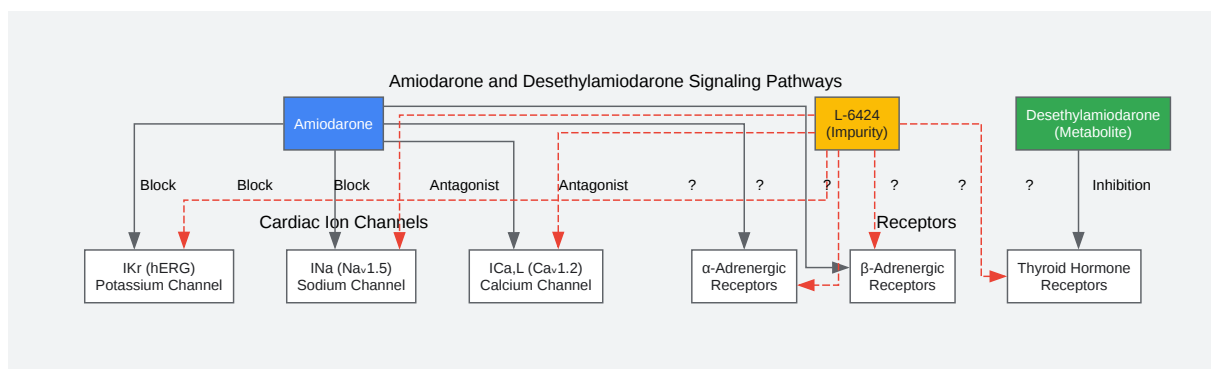 Amiodarone and Desethylamiodarone Signaling Pathways
Amiodarone
L-6424
(Impurity)
Desethylamiodarone
(Metabolite)
Block
Block
Block
Antagonist
Antagonist
?
?
?
?
?
?
Inhibition
Cardiac Ion Channels
Receptors
IKr (hERG)
Potassium Channel
INa (Naᵥ1.5)
Sodium Channel
ICa,L (Caᵥ1.2)
Calcium Channel
α-Adrenergic
Receptors
β-Adrenergic
Receptors
Thyroid Hormone
Receptors